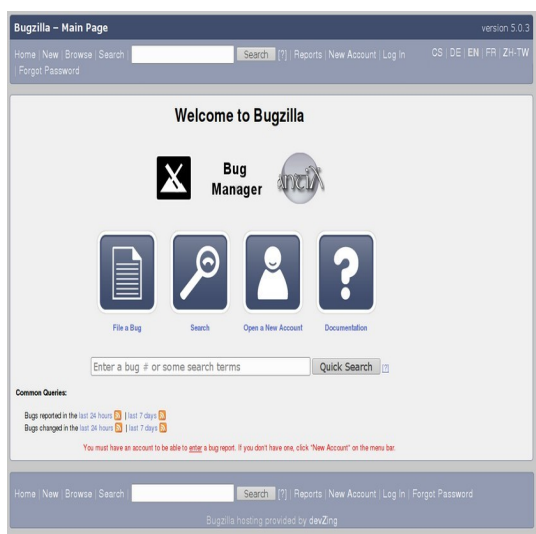 Bugzilla – Main Page version 5.0.3
Home | New | Browse | Search | Search [?] | Reports | New Account | Log In CS | DE | EN | FR | ZH-TW
| Forgot Password
Welcome to Bugzilla
Bug
Manager
antiX
File a Bug Search Open a New Account Documentation
Enter a bug # or some search terms Quick Search [?]
Common Queries:
Bugs reported in the last 24 hours | last 7 days
Bugs changed in the last 24 hours | last 7 days
You must have an account to be able to enter a bug report. If you don't have one, click "New Account" on the menu bar.
Home | New | Browse | Search | Search [?] | Reports | New Account | Log In | Forgot Password
Bugzilla hosting provided by devZing